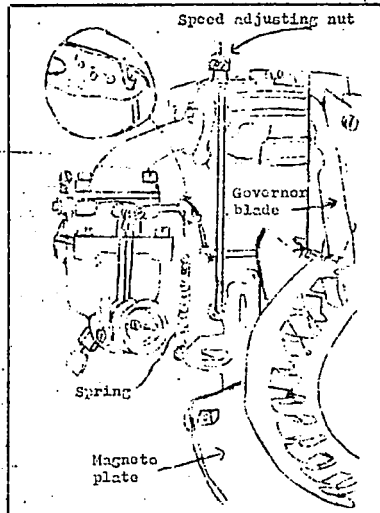 Speed adjusting nut
Governor
blade
Spring
Magneto
plate